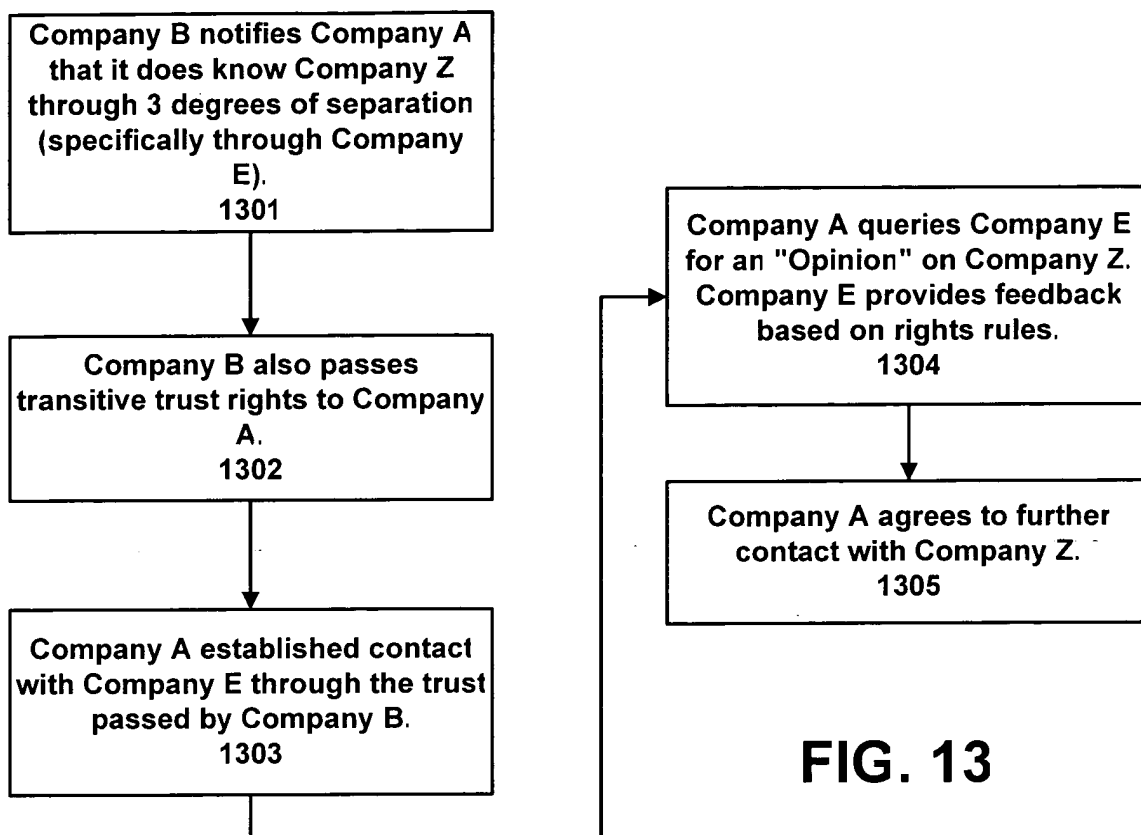 Company B notifies Company A
that it does know Company Z
through 3 degrees of separation
(specifically through Company
E).
1301
Company B also passes
transitive trust rights to Company
A.
1302
Company A established contact
with Company E through the trust
passed by Company B.
1303
Company A queries Company E
for an "Opinion" on Company Z.
Company E provides feedback
based on rights rules.
1304
Company A agrees to further
contact with Company Z.
1305
FIG. 13